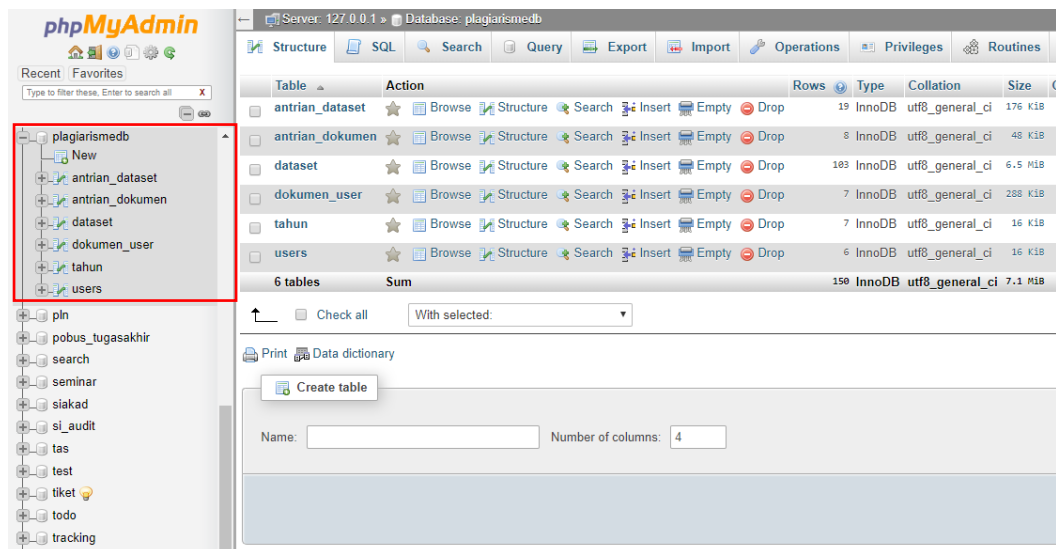 phpMyAdmin
Recent Favorites
Type to filter these, Enter to search all X
plagiarismedb
New
antrian_dataset
antrian_dokumen
dataset
dokumen_user
tahun
users
pln
pobus_tugasakhir
search
seminar
siakad
si_audit
tas
test
tiket
todo
tracking
Server: 127.0.0.1 » Database: plagiarismedb
Structure SQL Search Query Export Import Operations Privileges Routines
Table Action Rows Type Collation Size
antrian_dataset Browse Structure Search Insert Empty Drop 19 InnoDB utf8_general_ci 176 KiB
antrian_dokumen Browse Structure Search Insert Empty Drop 8 InnoDB utf8_general_ci 48 KiB
dataset Browse Structure Search Insert Empty Drop 103 InnoDB utf8_general_ci 6.5 MiB
dokumen_user Browse Structure Search Insert Empty Drop 7 InnoDB utf8_general_ci 288 KiB
tahun Browse Structure Search Insert Empty Drop 7 InnoDB utf8_general_ci 16 KiB
users Browse Structure Search Insert Empty Drop 6 InnoDB utf8_general_ci 16 KiB
6 tables Sum 150 InnoDB utf8_general_ci 7.1 MiB
Check all With selected:
Print Data dictionary
Create table
Name: Number of columns: 4